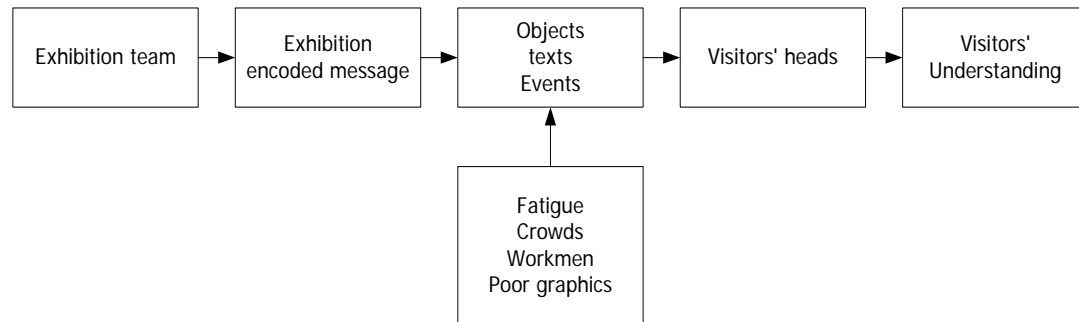 Exhibition team
Exhibition
encoded message
Objects
texts
Events
Visitors' heads
Visitors'
Understanding
Fatigue
Crowds
Workmen
Poor graphics